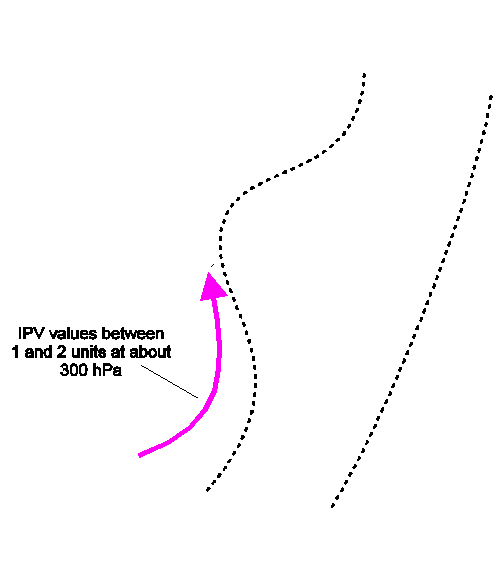 IPV values between
1 and 2 units at about
300 hPa